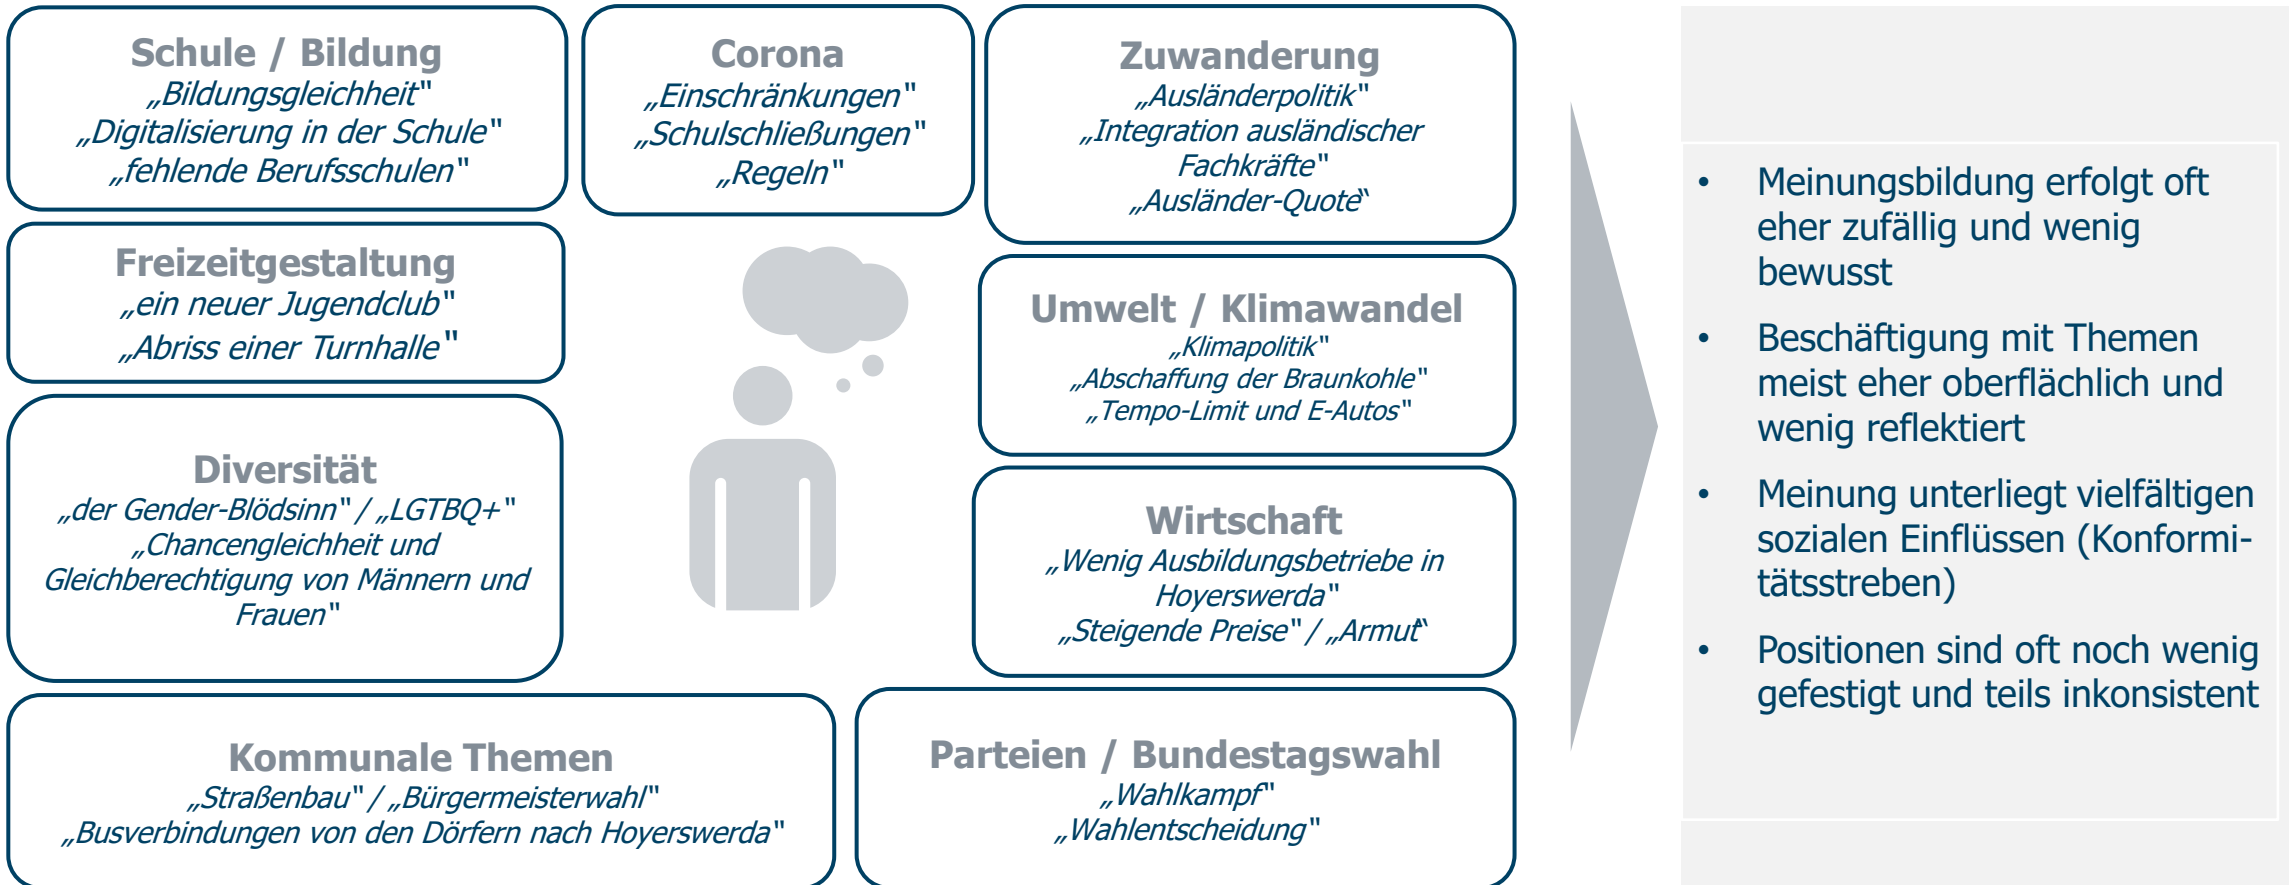 Schule / Bildung
„Bildungsgleichheit"
„Digitalisierung in der Schule"
„fehlende Berufsschulen"
Corona
„Einschränkungen"
„Schulschließungen"
„Regeln"
Zuwanderung
„Ausländerpolitik"
„Integration ausländischer
Fachkräfte"
„Ausländer-Quote“
Freizeitgestaltung
„ein neuer Jugendclub"
„Abriss einer Turnhalle"
Umwelt / Klimawandel
„Klimapolitik"
„Abschaffung der Braunkohle"
„Tempo-Limit und E-Autos"
Diversität
„der Gender-Blödsinn" / „LGTBQ+"
„Chancengleichheit und
Gleichberechtigung von Männern und
Frauen"
Wirtschaft
„Wenig Ausbildungsbetriebe in
Hoyerswerda"
„Steigende Preise" / „Armut“
Kommunale Themen
„Straßenbau" / „Bürgermeisterwahl"
„Busverbindungen von den Dörfern nach Hoyerswerda"
Parteien / Bundestagswahl
„Wahlkampf"
„Wahlentscheidung"
• Meinungsbildung erfolgt oft
eher zufällig und wenig
bewusst
• Beschäftigung mit Themen
meist eher oberflächlich und
wenig reflektiert
• Meinung unterliegt vielfältigen
sozialen Einflüssen (Konformi-
tätsstreben)
• Positionen sind oft noch wenig
gefestigt und teils inkonsistent